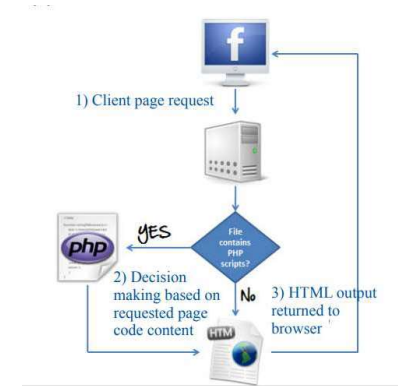 f
1) Client page request
File
contains
PHP
scripts?
YES
php
2) Decision
making based on
requested page
code content
No
3) HTML output
returned to
browser
HTM